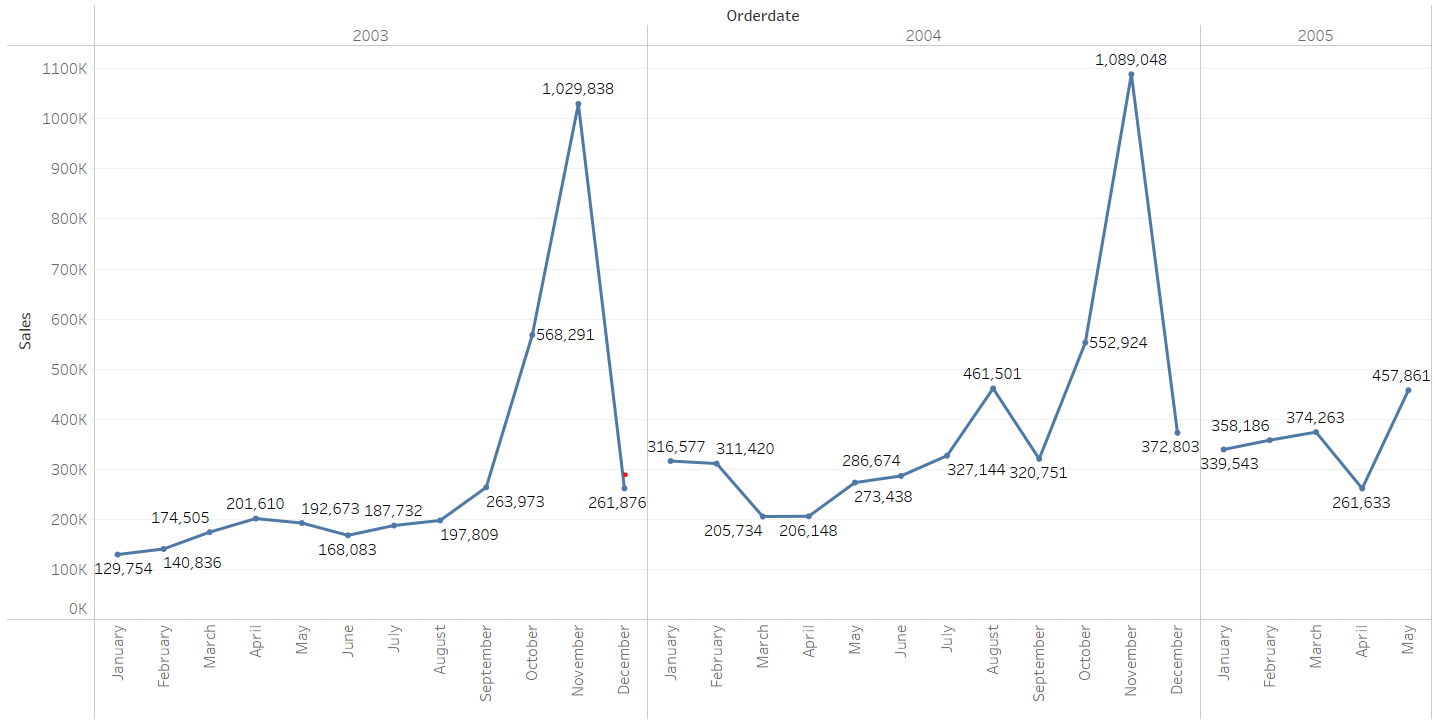 Orderdate
2003 2004 2005
Sales
1100K
1000K
900K
800K
700K
600K
500K
400K
300K
200K
100K
0K
129,754
140,836
174,505
201,610
192,673
168,083
187,732
197,809
263,973
568,291
1,029,838
261,876
316,577
311,420
205,734
206,148
273,438
286,674
327,144
461,501
320,751
552,924
1,089,048
372,803
339,543
358,186
374,263
261,633
457,861
January
February
March
April
May
June
July
August
September
October
November
December
January
February
March
April
May
June
July
August
September
October
November
December
January
February
March
April
May